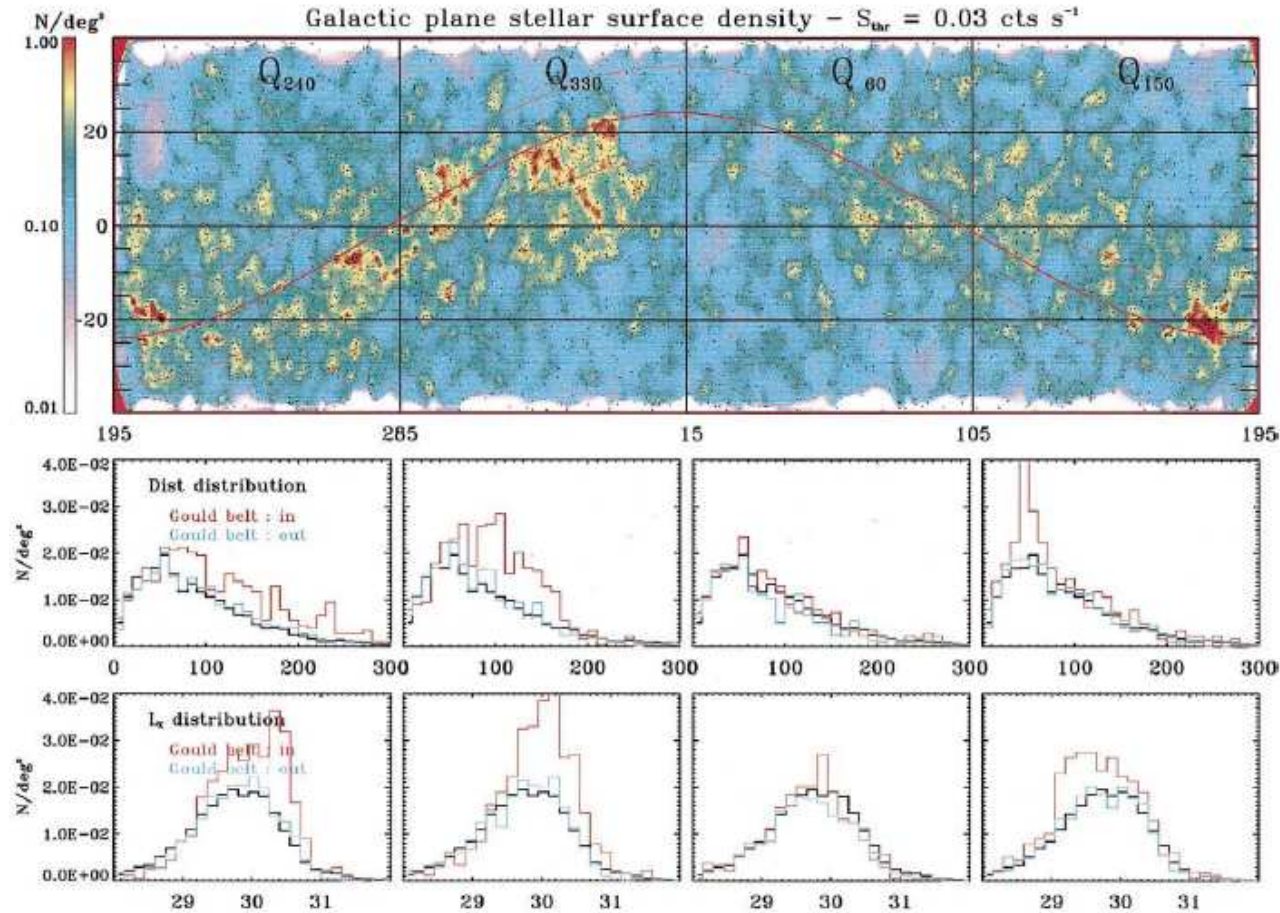 N/deg² Galactic plane stellar surface density – S_thr = 0.03 cts s⁻¹
1.00
Q240 Q330 Q60 Q150
20
0.10 0
-20
0.01
195 285 15 105 195
N/deg²
4.0E-02
3.0E-02
2.0E-02
1.0E-02
0.0E+00
Dist distribution
Gould belt : in
Gould belt : out
0 100 200 300 100 200 300 100 200 300 100 200 300
N/deg²
4.0E-02
3.0E-02
2.0E-02
1.0E-02
0.0E+00
L_x distribution
Gould belt : in
Gould belt : out
29 30 31 29 30 31 29 30 31 29 30 31